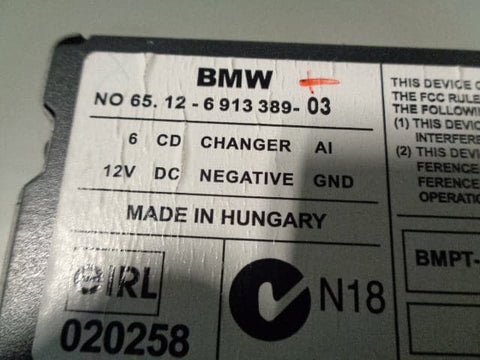 BMW
NO 65. 12 - 6 913 389- 03
6 CD CHANGER AI
12V DC NEGATIVE GND
MADE IN HUNGARY
IRL
020258
N18
THIS DEVICE
THE FCC RULE
THE FOLLOWIN
(1) THIS DEVIC
INTERFERE
(2) THIS DEV
FERENCE
FERENCE
OPERATIO
BMPT-